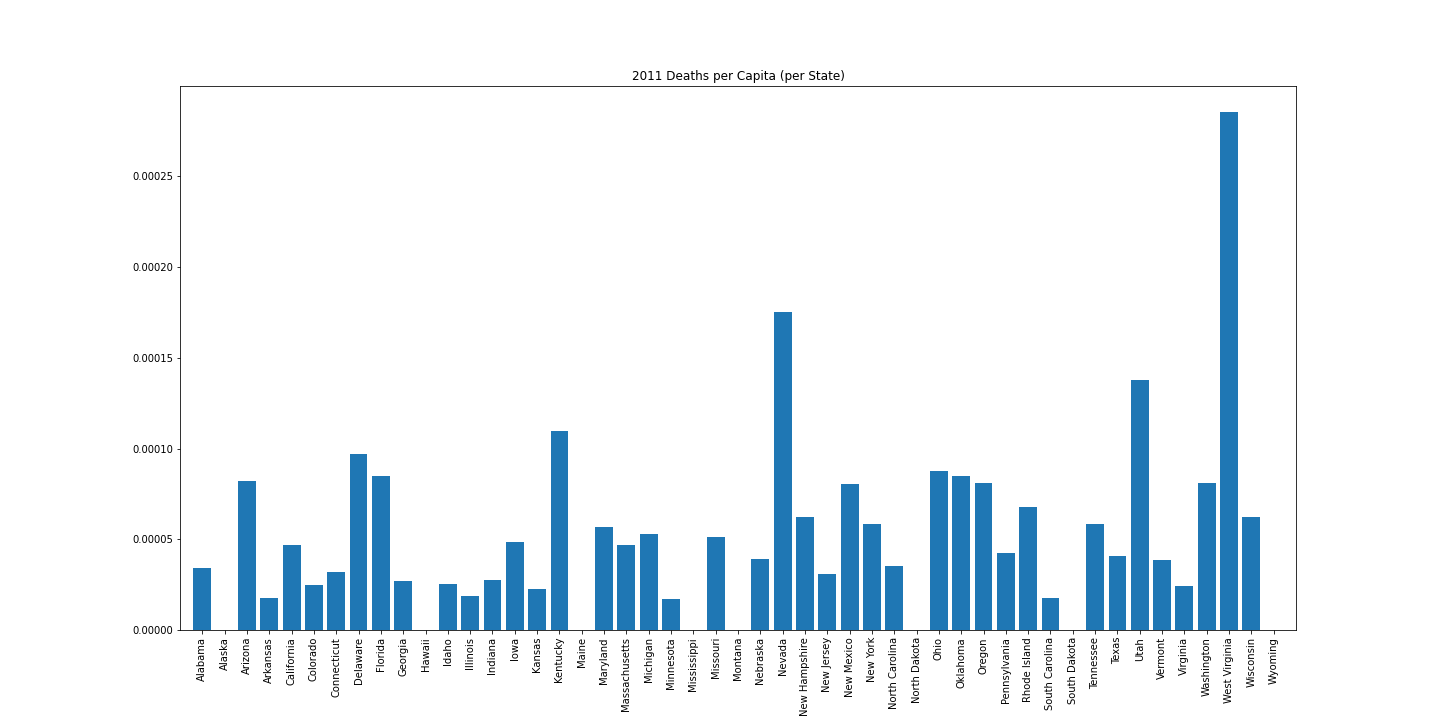 2011 Deaths per Capita (per State)
0.00025
0.00020
0.00015
0.00010
0.00005
0.00000
Alabama
Alaska
Arizona
Arkansas
California
Colorado
Connecticut
Delaware
Florida
Georgia
Hawaii
Idaho
Illinois
Indiana
Iowa
Kansas
Kentucky
Maine
Maryland
Massachusetts
Michigan
Minnesota
Mississippi
Missouri
Montana
Nebraska
Nevada
New Hampshire
New Jersey
New Mexico
New York
North Carolina
North Dakota
Ohio
Oklahoma
Oregon
Pennsylvania
Rhode Island
South Carolina
South Dakota
Tennessee
Texas
Utah
Vermont
Virginia
Washington
West Virginia
Wisconsin
Wyoming